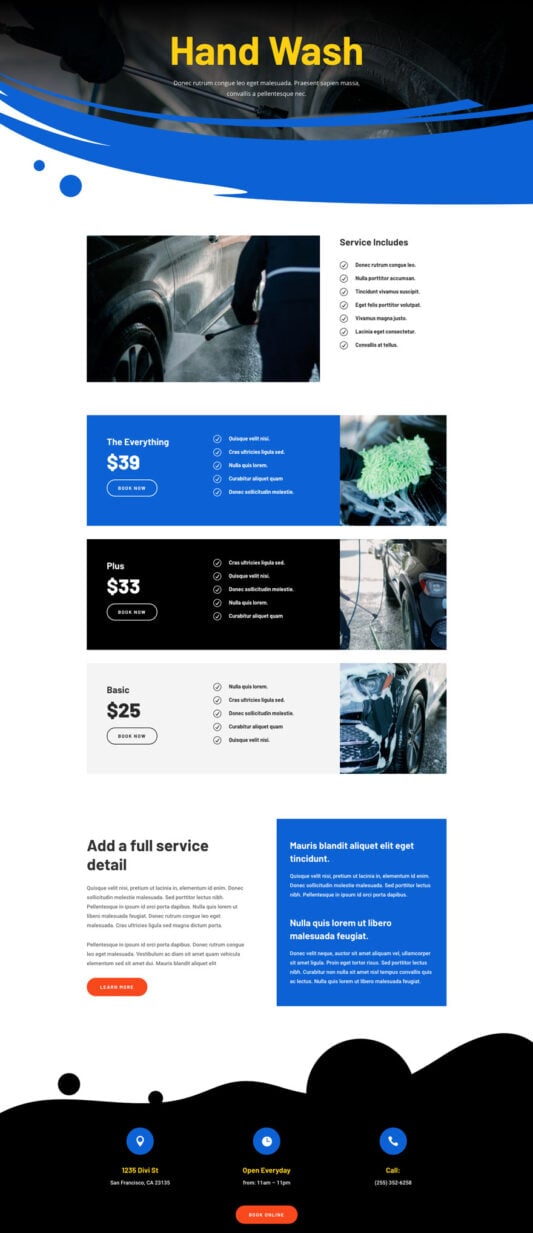 Hand Wash
Donec rutrum congue leo eget malesuada. Praesent sapien massa,
convallis a pellentesque nec.
Service Includes
Donec rutrum congue leo.
Nulla porttitor accumsan.
Tincidunt vivamus suscipit.
Eget felis porttitor volutpat.
Vivamus magna justo.
Lacinia eget consectetur.
Convallis at tellus.
The Everything
$39
BOOK NOW
Quisque velit nisi.
Cras ultricies ligula sed.
Nulla quis lorem.
Curabitur aliquet quam
Donec sollicitudin molestie.
Plus
$33
BOOK NOW
Cras ultricies ligula sed.
Quisque velit nisi.
Donec sollicitudin molestie.
Nulla quis lorem.
Curabitur aliquet quam
Basic
$25
BOOK NOW
Nulla quis lorem.
Cras ultricies ligula sed.
Donec sollicitudin molestie.
Curabitur aliquet quam
Quisque velit nisi.
Add a full service
detail
Quisque velit nisi, pretium ut lacinia in, elementum id enim. Donec
sollicitudin molestie malesuada. Sed porttitor lectus nibh.
Pellentesque in ipsum id orci porta dapibus. Nulla quis lorem ut
libero malesuada feugiat. Donec rutrum congue leo eget
malesuada. Cras ultricies ligula sed magna dictum porta.
Pellentesque in ipsum id orci porta dapibus. Donec rutrum congue
leo eget malesuada. Vestibulum ac diam sit amet quam vehicula
elementum sed sit amet dui. Mauris blandit aliquet elit
LEARN MORE
Mauris blandit aliquet elit eget
tincidunt.
Quisque velit nisi, pretium ut lacinia in, elementum id enim.
Donec sollicitudin molestie malesuada. Sed porttitor lectus
nibh. Pellentesque in ipsum id orci porta dapibus.
Nulla quis lorem ut libero
malesuada feugiat.
Donec velit neque, auctor sit amet aliquam vel, ullamcorper
sit amet ligula. Proin eget tortor risus. Sed porttitor lectus
nibh. Curabitur non nulla sit amet nisl tempus convallis quis
ac lectus. Nulla quis lorem ut libero malesuada feugiat.
1235 Divi St
San Francisco, CA 23135
Open Everyday
from: 11am – 11pm
Call:
(255) 352-6258
BOOK ONLINE